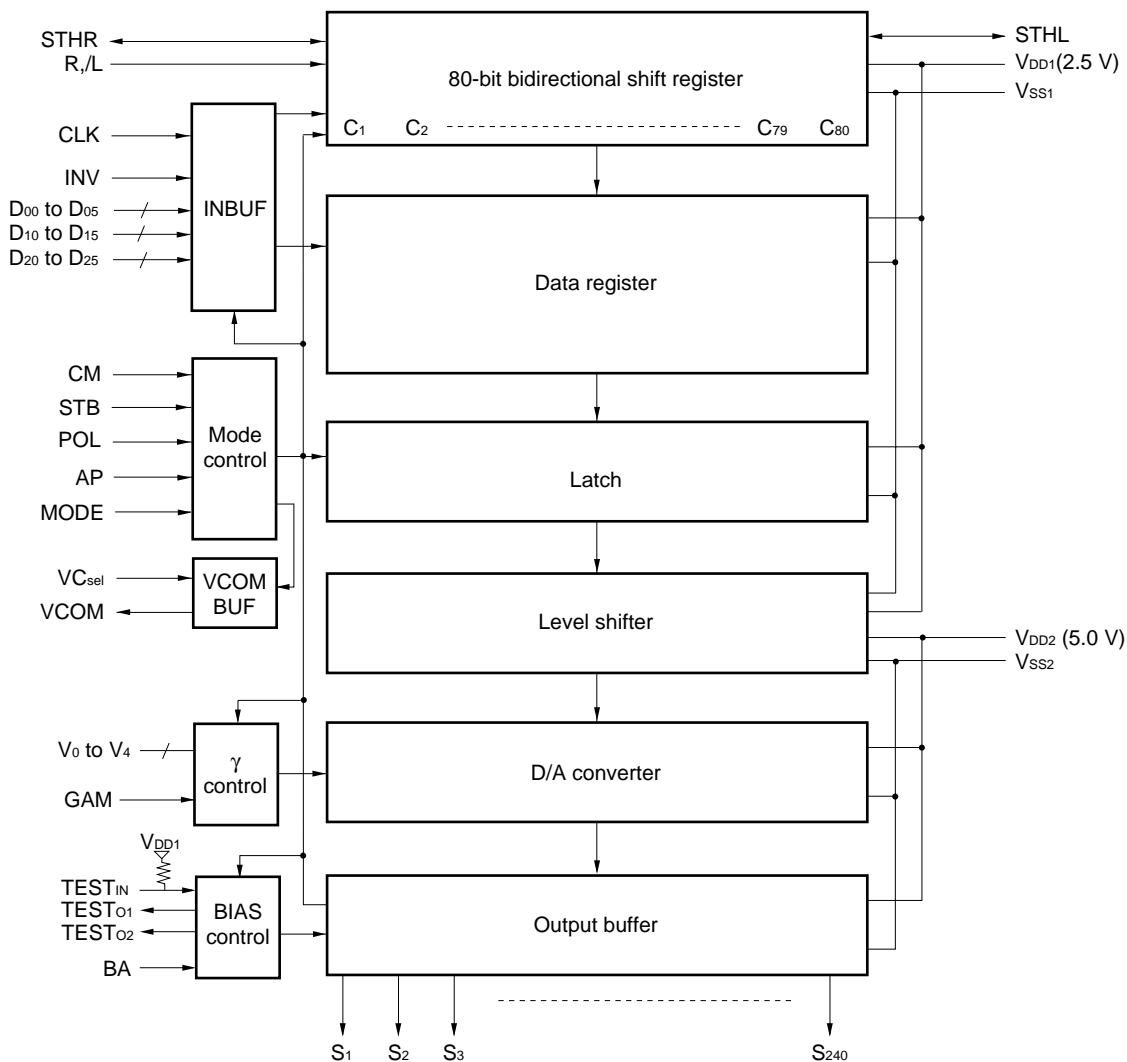 STHR
STHL
R,/L
VDD1(2.5 V)
80-bit bidirectional shift register
VSS1
C1 C2 C79 C80
CLK
INV
INBUF
D00 to D05
D10 to D15
D20 to D25
Data register
CM
STB
POL
Mode
control
AP
MODE
Latch
VCsel
VCOM
VCOM
BUF
Level shifter
VDD2 (5.0 V)
VSS2
V0 to V4
γ
control
GAM
D/A converter
VDD1
TESTIN
TESTO1
TESTO2
BIAS
control
BA
Output buffer
S1 S2 S3 S240